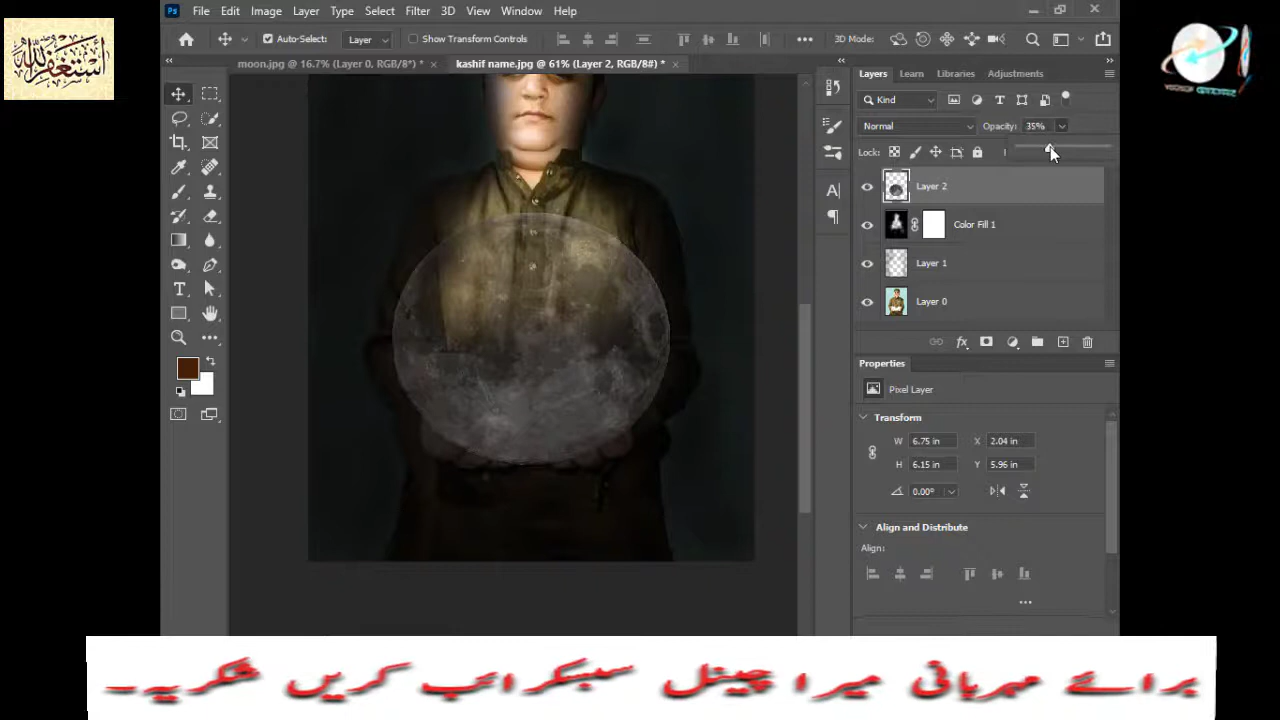 File Edit Image Layer Type Select Filter 3D View Window Help
Auto-Select: Layer Show Transform Controls 3D Mode:
moon.jpg @ 16.7% (Layer 0, RGB/8*) * × kashif name.jpg @ 61% (Layer 2, RGB/8#) * ×
أستغفر الله
Layers Learn Libraries Adjustments
Kind
Normal Opacity: 35%
Lock:
Layer 2
Color Fill 1
Layer 1
Layer 0
Properties
Pixel Layer
Transform
W 6.75 in X 2.04 in
H 6.15 in Y 5.96 in
0.00°
Align and Distribute
Align:
برائے مہربانی میرا چینل سبسکرائب کریں شکریہ۔